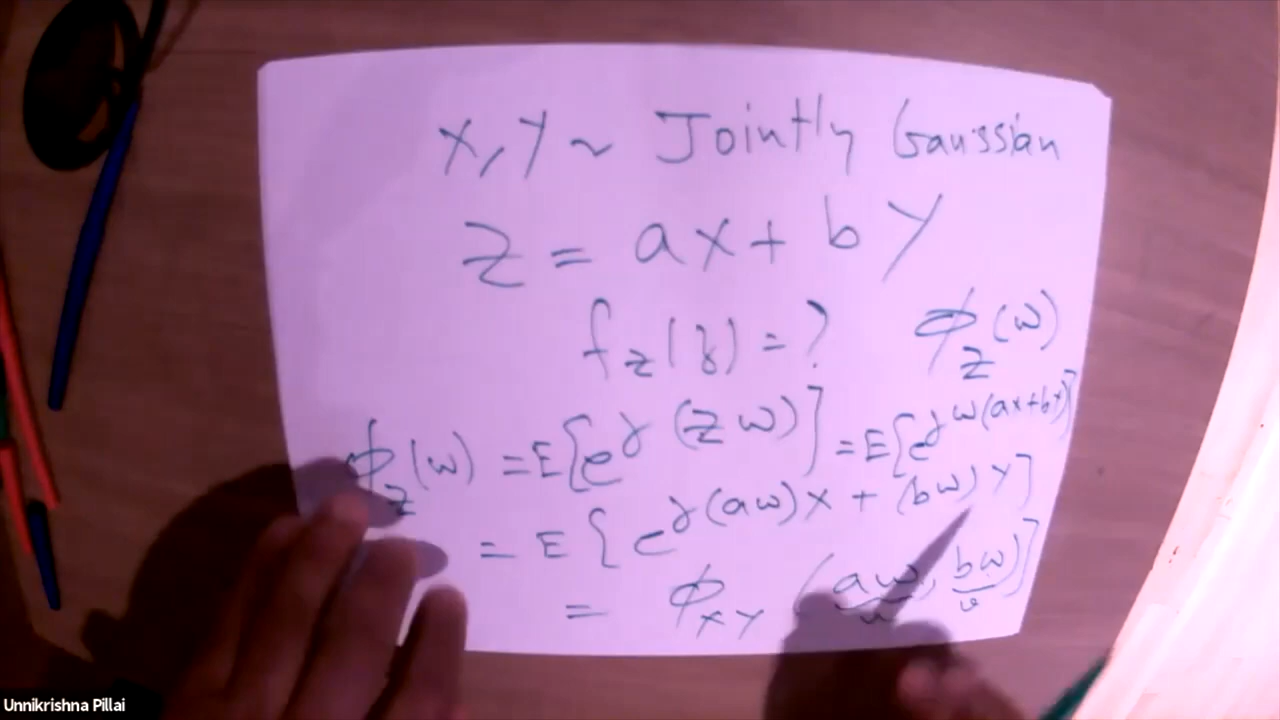 X, Y ~ Jointly Gaussian
Z = aX + bY
f_Z(z) = ? ϕ_Z(ω)
ϕ_Z(ω) = E[e^{j(Zω)}] = E[e^{jω(aX+bY)}]
= E{e^{j(aω)X + (bω)Y}]
= ϕ_XY (aω, bω)]
u v
Unnikrishna Pillai